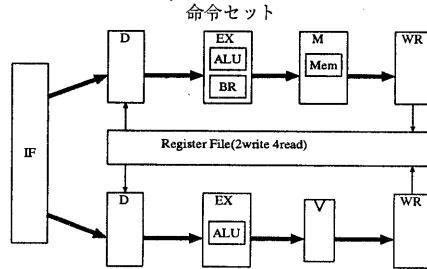 命令セット
D
EX
M
WR
ALU
Mem
BR
IF
Register File(2write 4read)
D
EX
WR
ALU